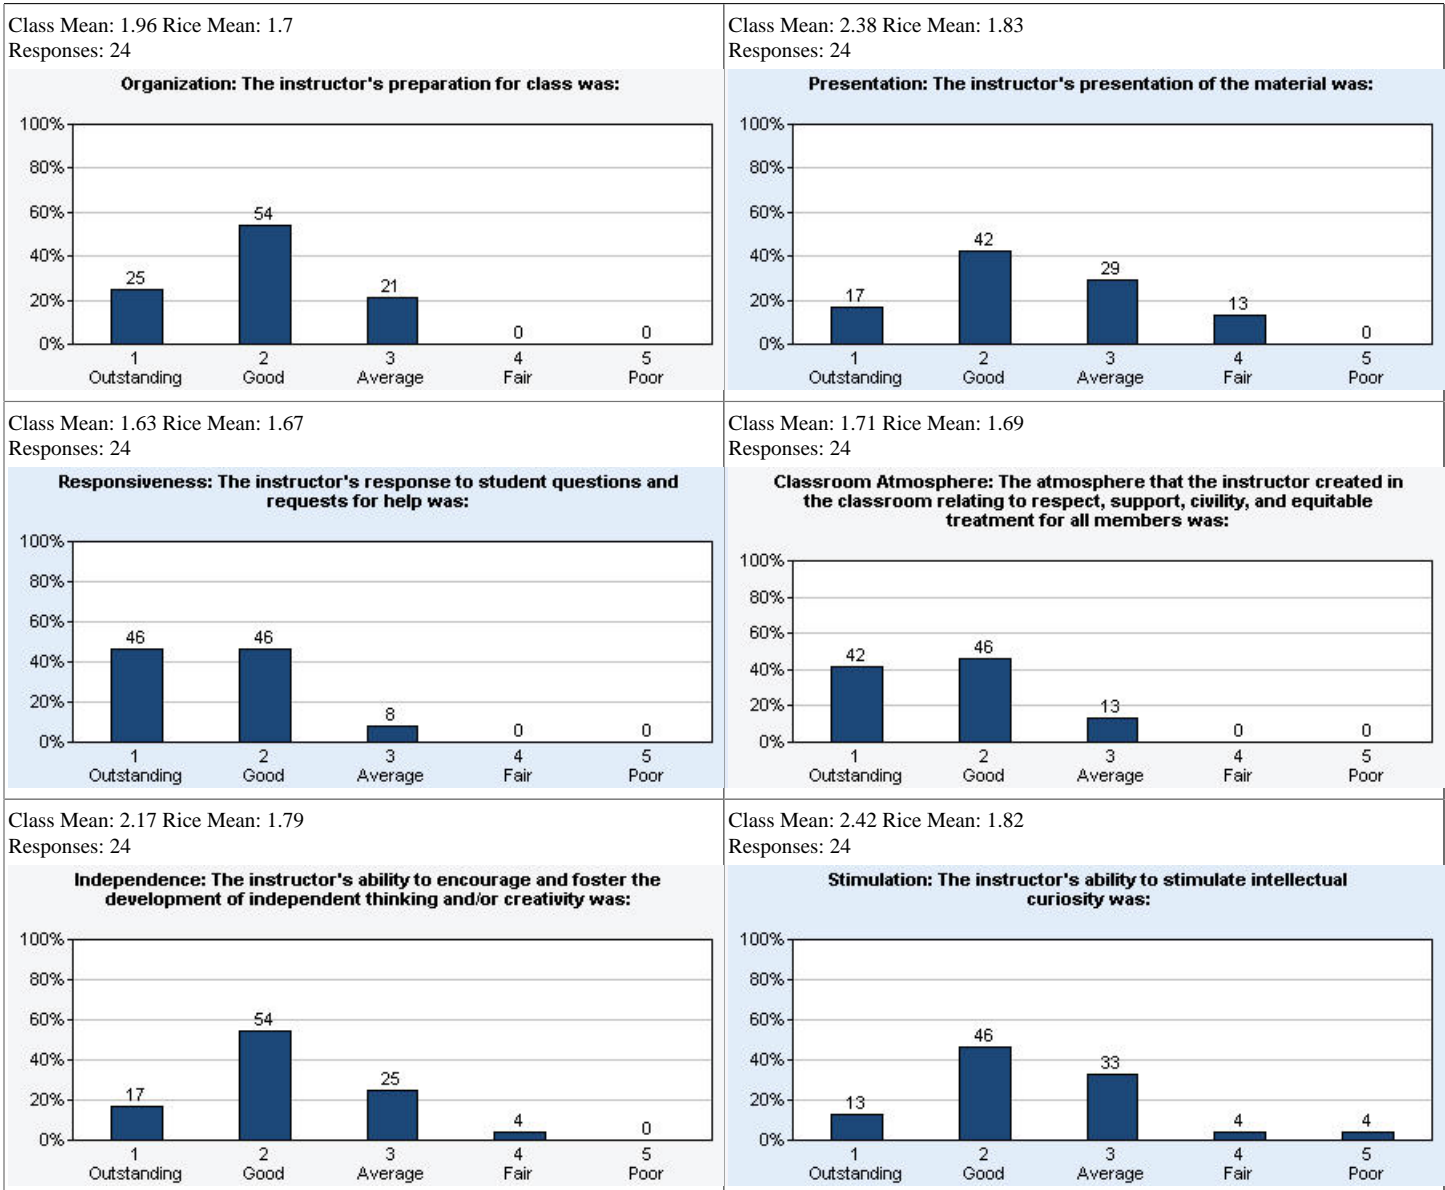 Class Mean: 1.96 Rice Mean: 1.7
Responses: 24
Organization: The instructor's preparation for class was:
100%
80%
60%
40%
20%
0%
25
54
21
0
0
1
2
3
4
5
Outstanding
Good
Average
Fair
Poor
Class Mean: 2.38 Rice Mean: 1.83
Responses: 24
Presentation: The instructor's presentation of the material was:
100%
80%
60%
40%
20%
0%
17
42
29
13
0
1
2
3
4
5
Outstanding
Good
Average
Fair
Poor
Class Mean: 1.63 Rice Mean: 1.67
Responses: 24
Responsiveness: The instructor's response to student questions and
requests for help was:
100%
80%
60%
40%
20%
0%
46
46
8
0
0
1
2
3
4
5
Outstanding
Good
Average
Fair
Poor
Class Mean: 1.71 Rice Mean: 1.69
Responses: 24
Classroom Atmosphere: The atmosphere that the instructor created in
the classroom relating to respect, support, civility, and equitable
treatment for all members was:
100%
80%
60%
40%
20%
0%
42
46
13
0
0
1
2
3
4
5
Outstanding
Good
Average
Fair
Poor
Class Mean: 2.17 Rice Mean: 1.79
Responses: 24
Independence: The instructor's ability to encourage and foster the
development of independent thinking and/or creativity was:
100%
80%
60%
40%
20%
0%
17
54
25
4
0
1
2
3
4
5
Outstanding
Good
Average
Fair
Poor
Class Mean: 2.42 Rice Mean: 1.82
Responses: 24
Stimulation: The instructor's ability to stimulate intellectual
curiosity was:
100%
80%
60%
40%
20%
0%
13
46
33
4
4
1
2
3
4
5
Outstanding
Good
Average
Fair
Poor